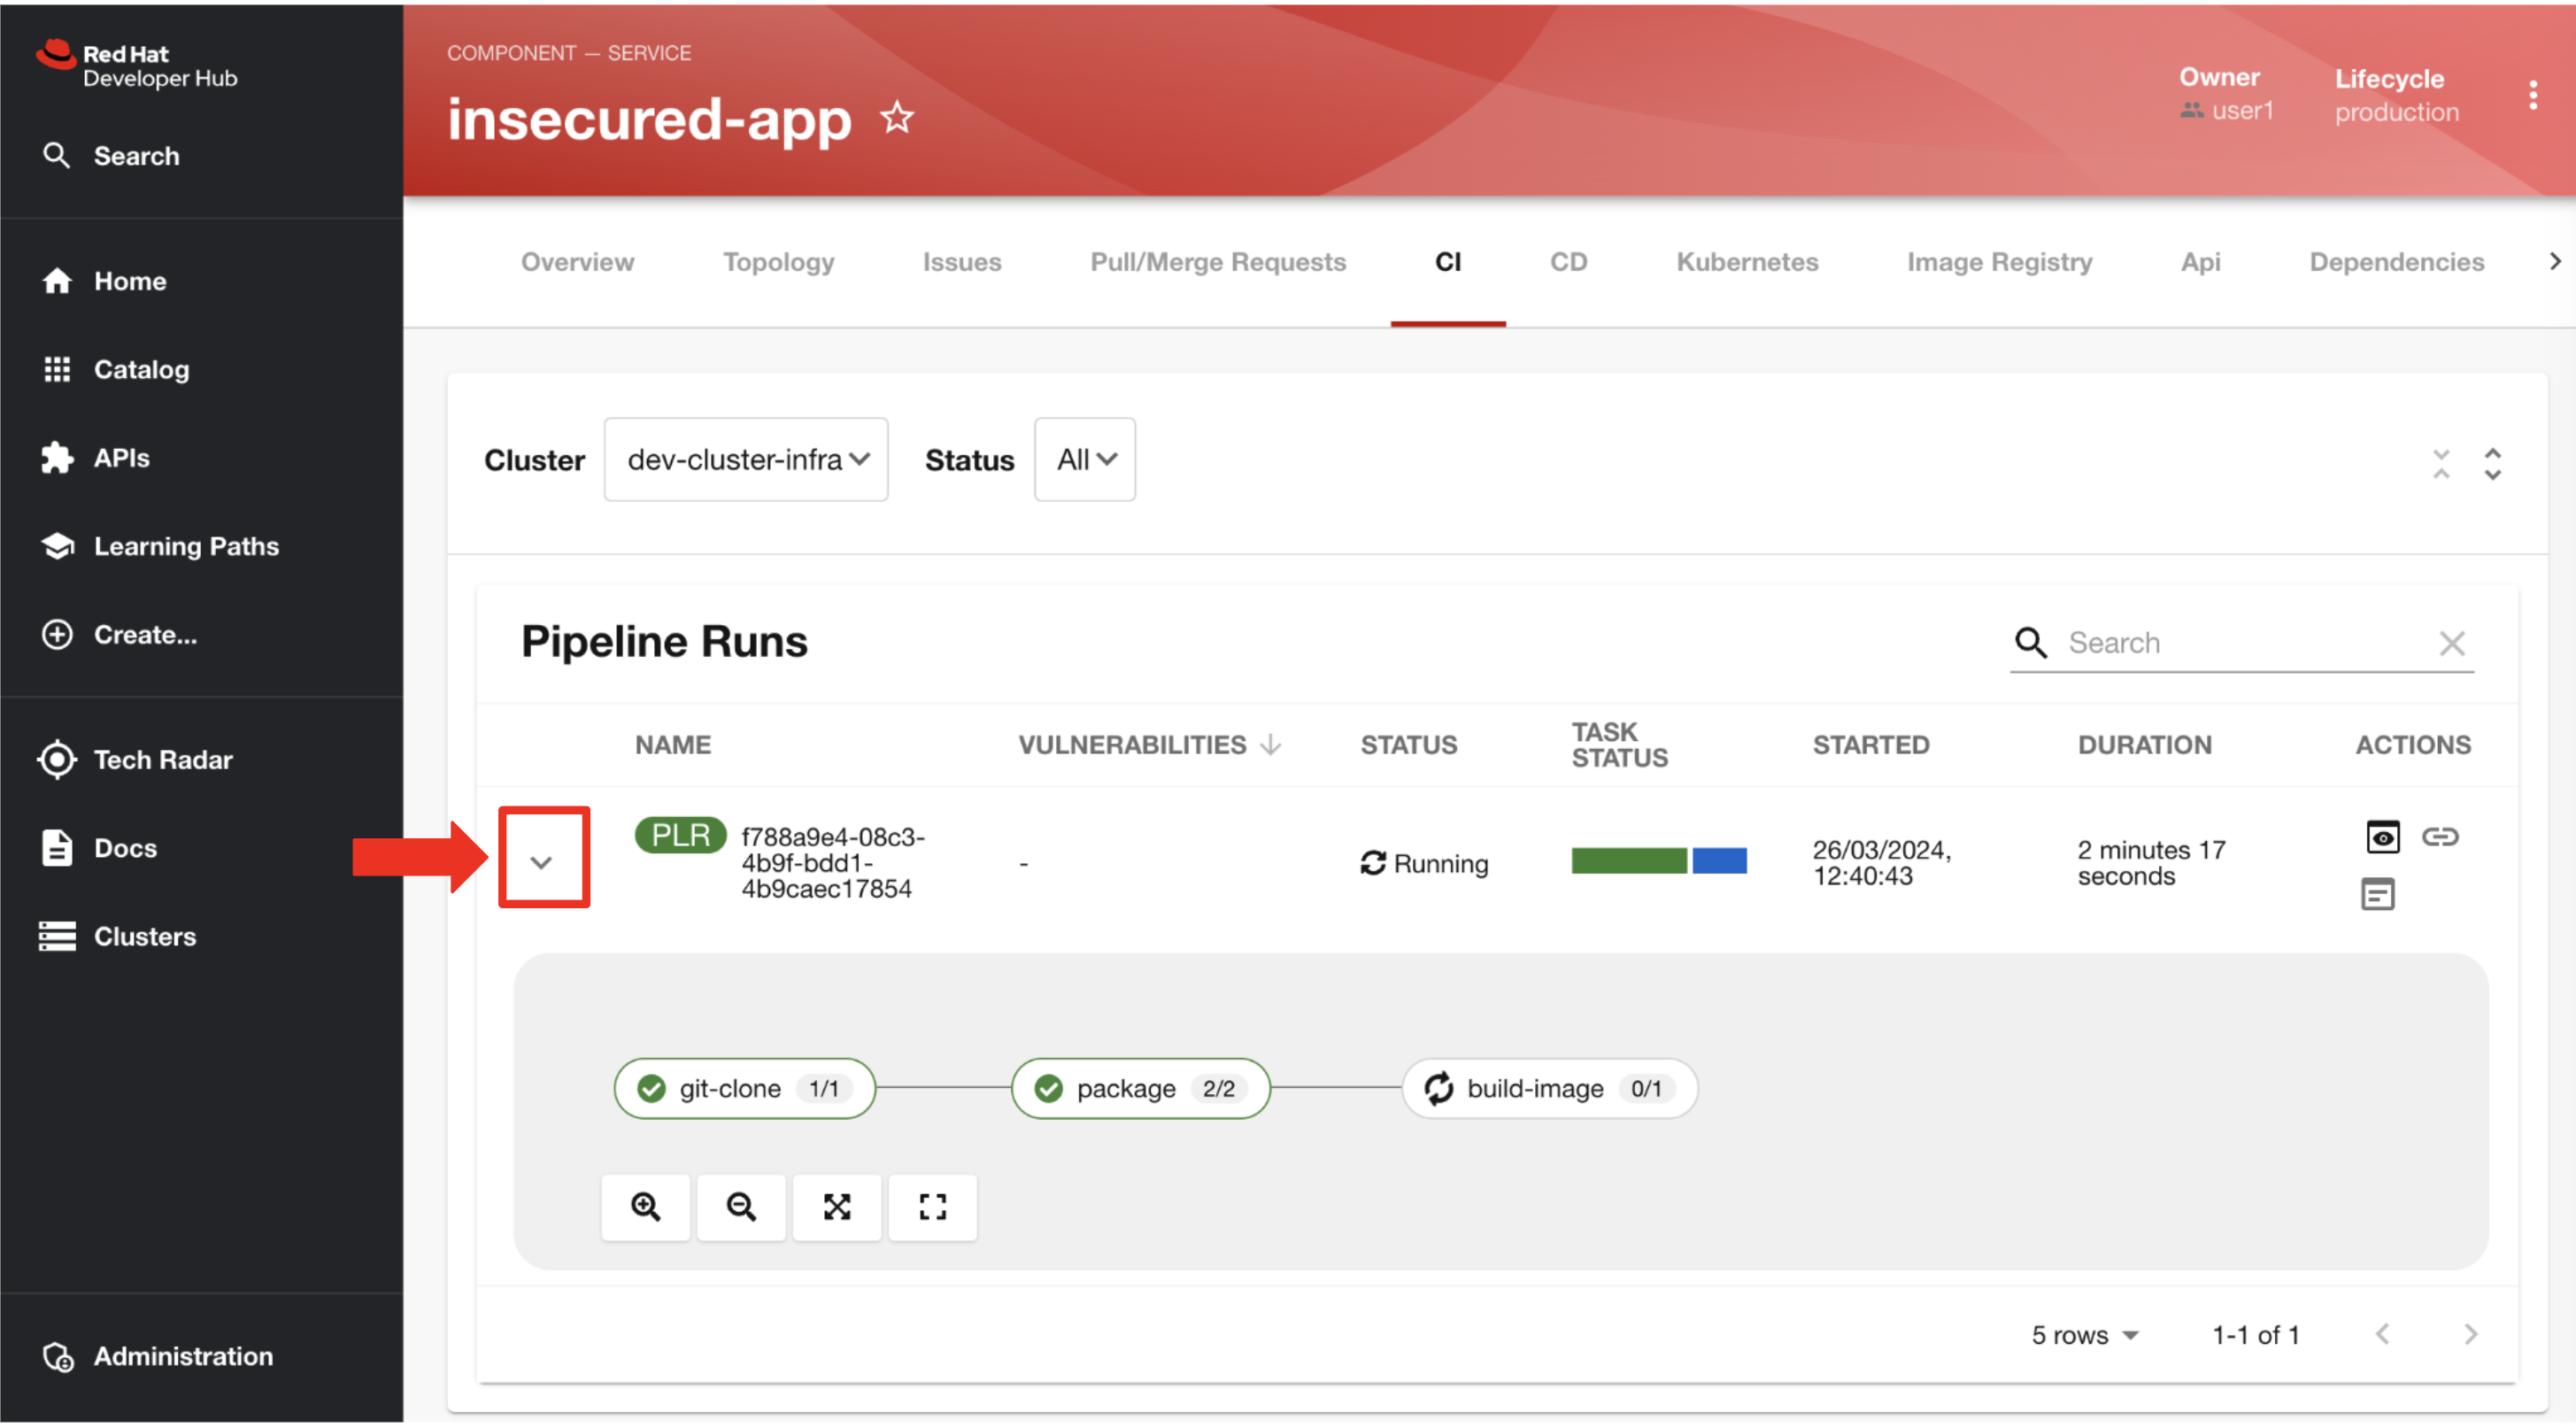 Red Hat
Developer Hub
Search
Home
Catalog
APIs
Learning Paths
Create...
Tech Radar
Docs
Clusters
Administration
COMPONENT — SERVICE
insecured-app
Owner
user1
Lifecycle
production
Overview Topology Issues Pull/Merge Requests CI CD Kubernetes Image Registry Api Dependencies
Cluster dev-cluster-infra Status All
Pipeline Runs
Search
NAME VULNERABILITIES STATUS TASK STATUS STARTED DURATION ACTIONS
PLR
f788a9e4-08c3-
4b9f-bdd1-
4b9caec17854
-
Running
26/03/2024,
12:40:43
2 minutes 17
seconds
git-clone 1/1 package 2/2 build-image 0/1
5 rows 1-1 of 1